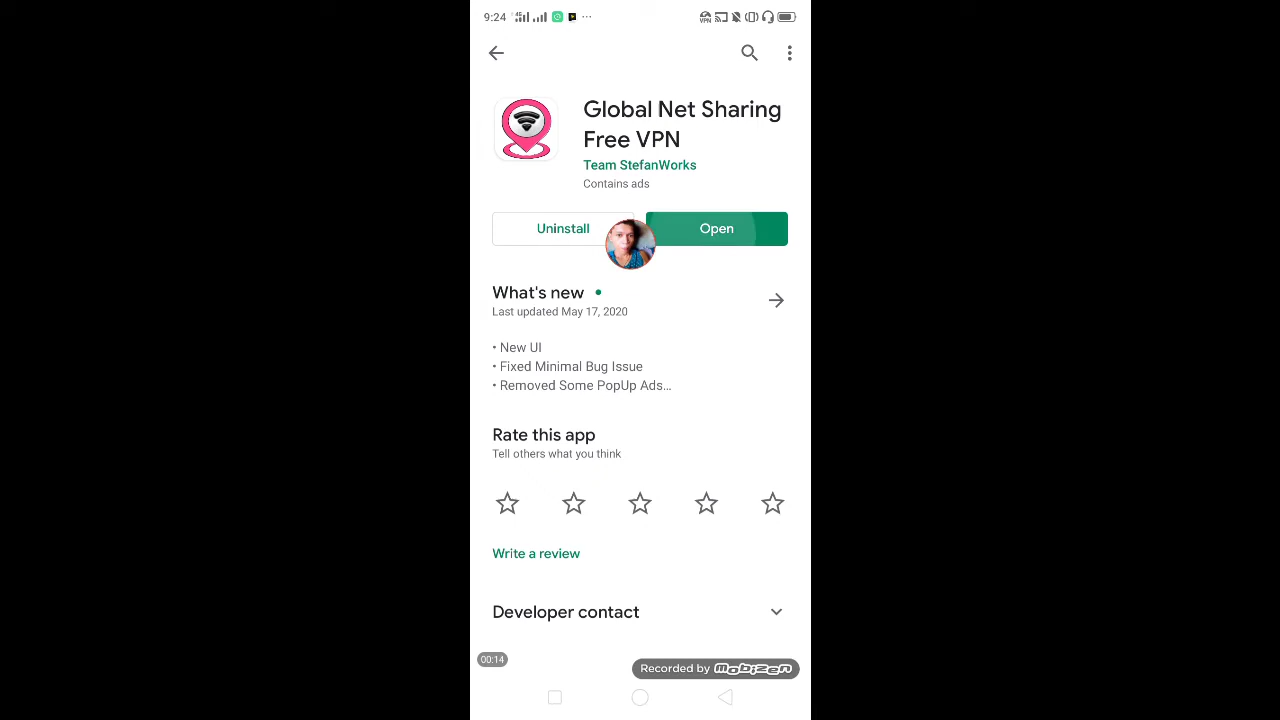 9:24
VPN
Global Net Sharing
Free VPN
Team StefanWorks
Contains ads
Uninstall
Open
What's new
Last updated May 17, 2020
• New UI
• Fixed Minimal Bug Issue
• Removed Some PopUp Ads...
Rate this app
Tell others what you think
Write a review
Developer contact
00:14
Recorded by mobizen